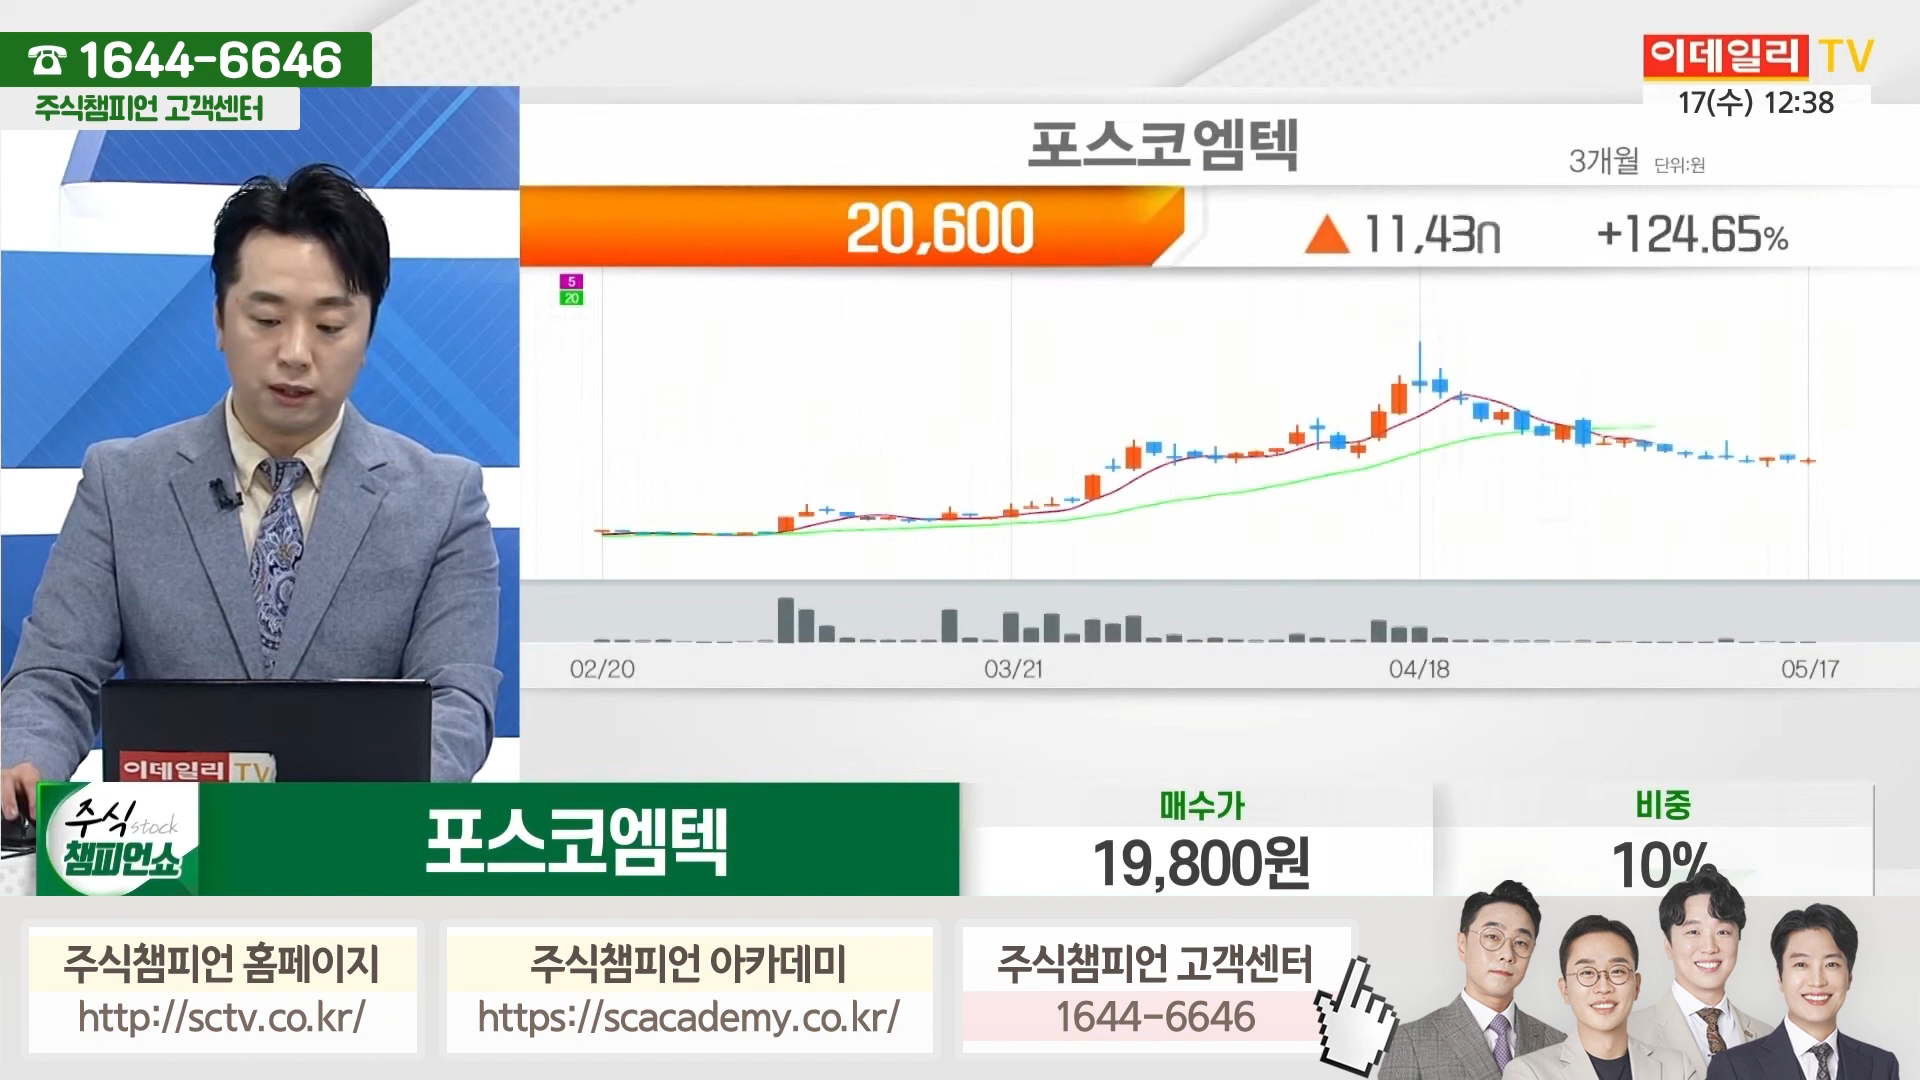 ☎ 1644-6646
주식챔피언 고객센터
이데일리 TV
17(수) 12:38
포스코엠텍
3개월 단위:원
20,600 ▲ +124.65%
5
20
02/20 03/21 04/18 05/17
이데일리 TV
주식 stock
챔피언쇼
포스코엠텍
매수가
19,800원
비중
10%
주식챔피언 홈페이지
http://sctv.co.kr/
주식챔피언 아카데미
https://scacademy.co.kr/
주식챔피언 고객센터
1644-6646